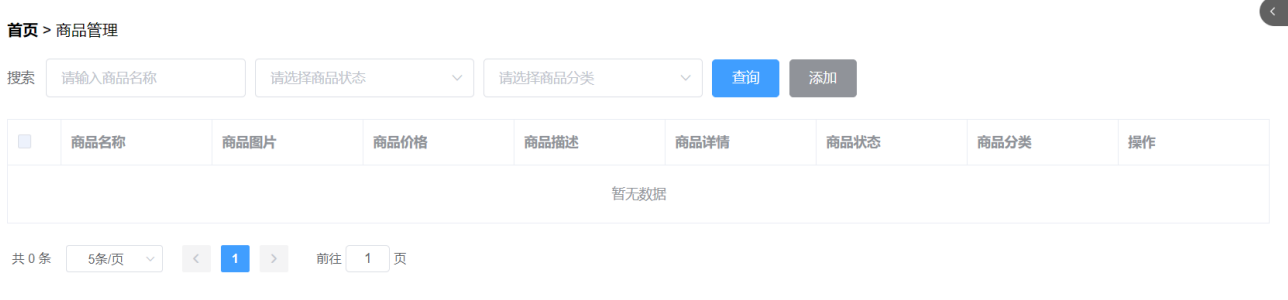 首页 > 商品管理
搜索 请输入商品名称 请选择商品状态 请选择商品分类 查询 添加
商品名称 商品图片 商品价格 商品描述 商品详情 商品状态 商品分类 操作
暂无数据
共 0 条 5条/页 1 前往 1 页